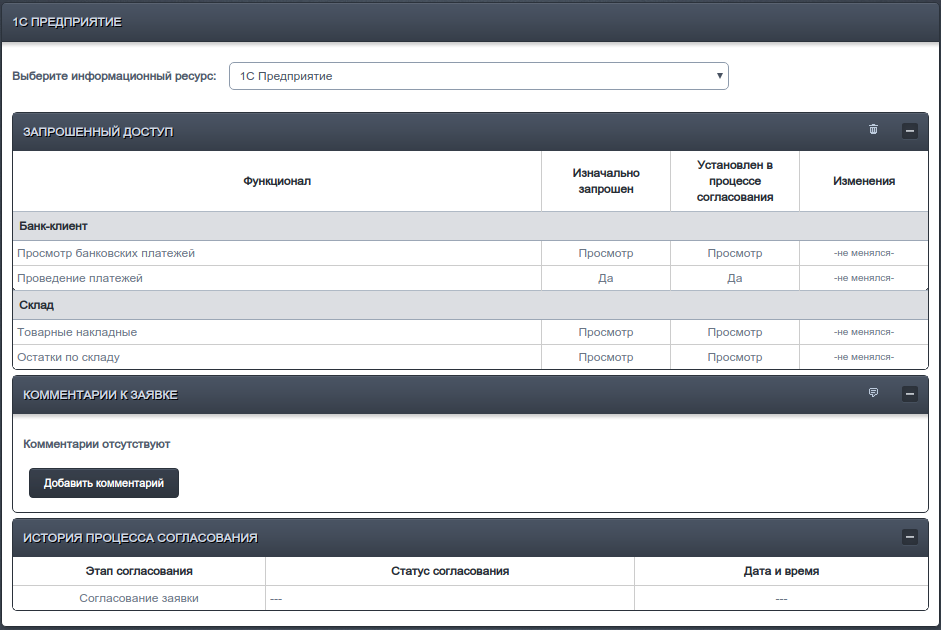 1С ПРЕДПРИЯТИЕ
Выберите информационный ресурс: 1С Предприятие
ЗАПРОШЕННЫЙ ДОСТУП
Функционал Изначально запрошен Установлен в процессе согласования Изменения
Банк-клиент
Просмотр банковских платежей Просмотр Просмотр -не менялся-
Проведение платежей Да Да -не менялся-
Склад
Товарные накладные Просмотр Просмотр -не менялся-
Остатки по складу Просмотр Просмотр -не менялся-
КОММЕНТАРИИ К ЗАЯВКЕ
Комментарии отсутствуют
Добавить комментарий
ИСТОРИЯ ПРОЦЕССА СОГЛАСОВАНИЯ
Этап согласования Статус согласования Дата и время
Согласование заявки --- ---